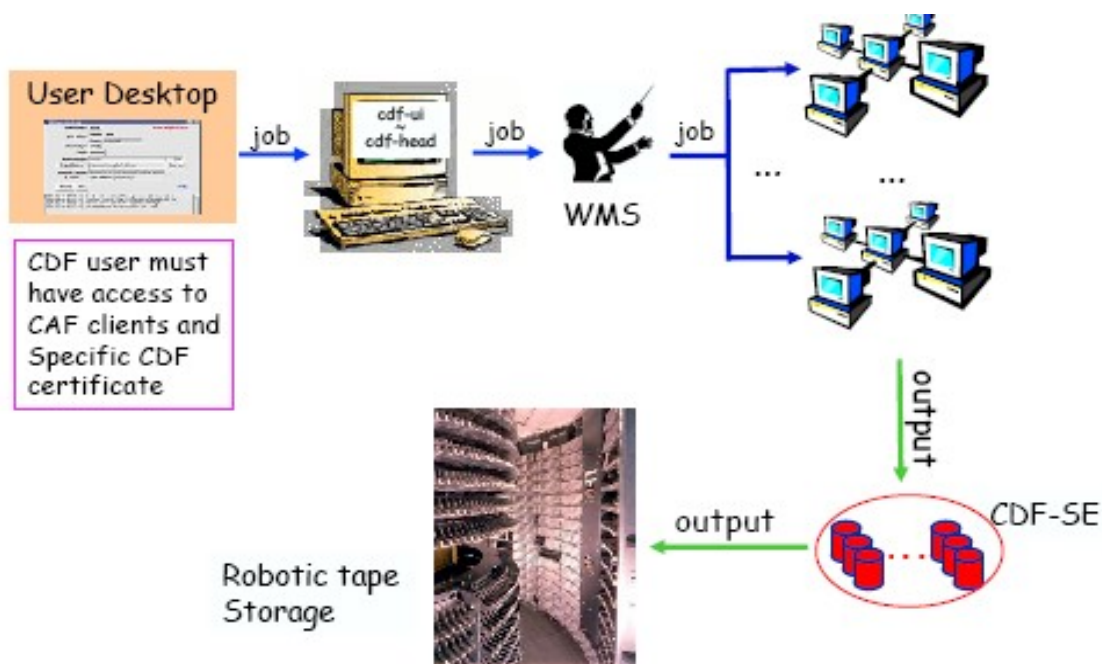 User Desktop
job
cdf-ui
~
cdf-head
job
WMS
job
...
...
CDF user must
have access to
CAF clients and
Specific CDF
certificate
output
CDF-SE
...
output
Robotic tape
Storage